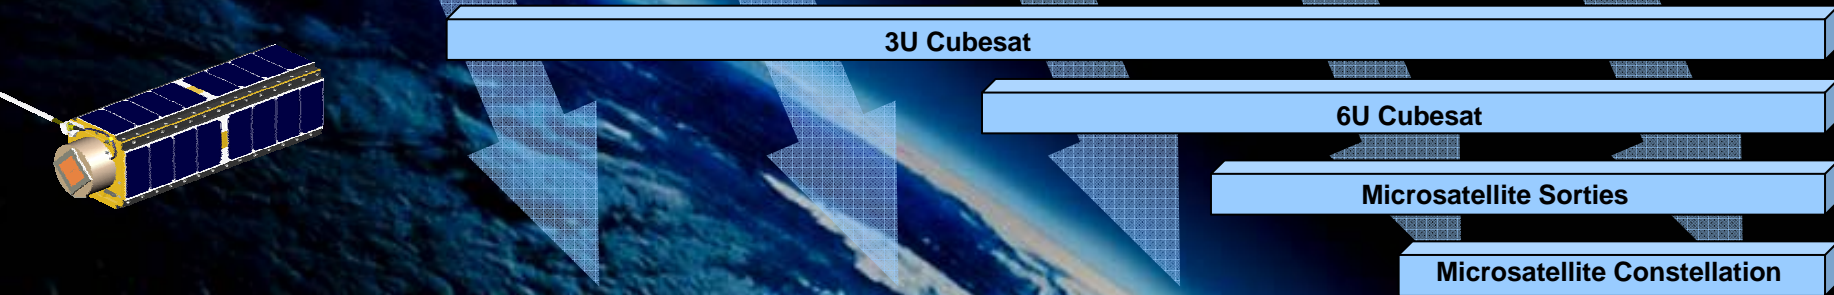 3U Cubesat
6U Cubesat
Microsatellite Sorties
Microsatellite Constellation